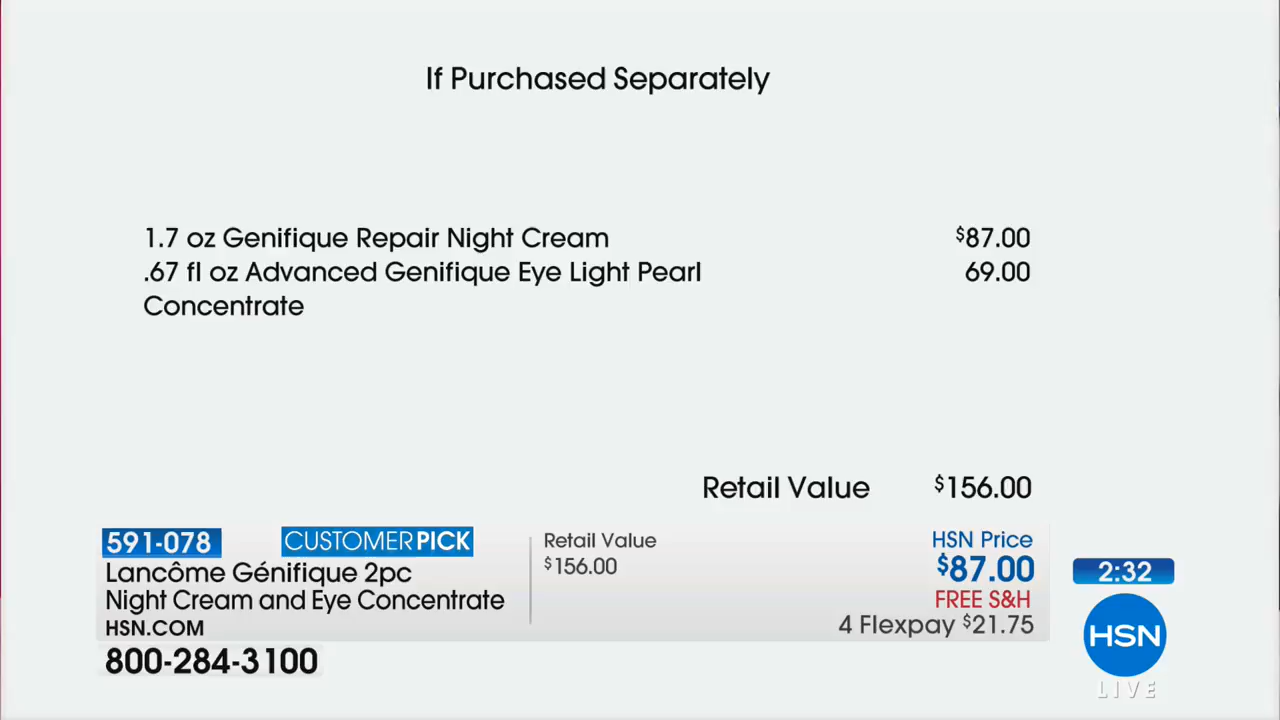 If Purchased Separately
1.7 oz Genifique Repair Night Cream $87.00
.67 fl oz Advanced Genifique Eye Light Pearl 69.00
Concentrate
Retail Value $156.00
591-078 CUSTOMERPICK
Lancôme Génifique 2pc
Night Cream and Eye Concentrate
HSN.COM
800-284-3100
Retail Value
$156.00
HSN Price
$87.00
FREE S&H
4 Flexpay $21.75
2:32
HSN
LIVE